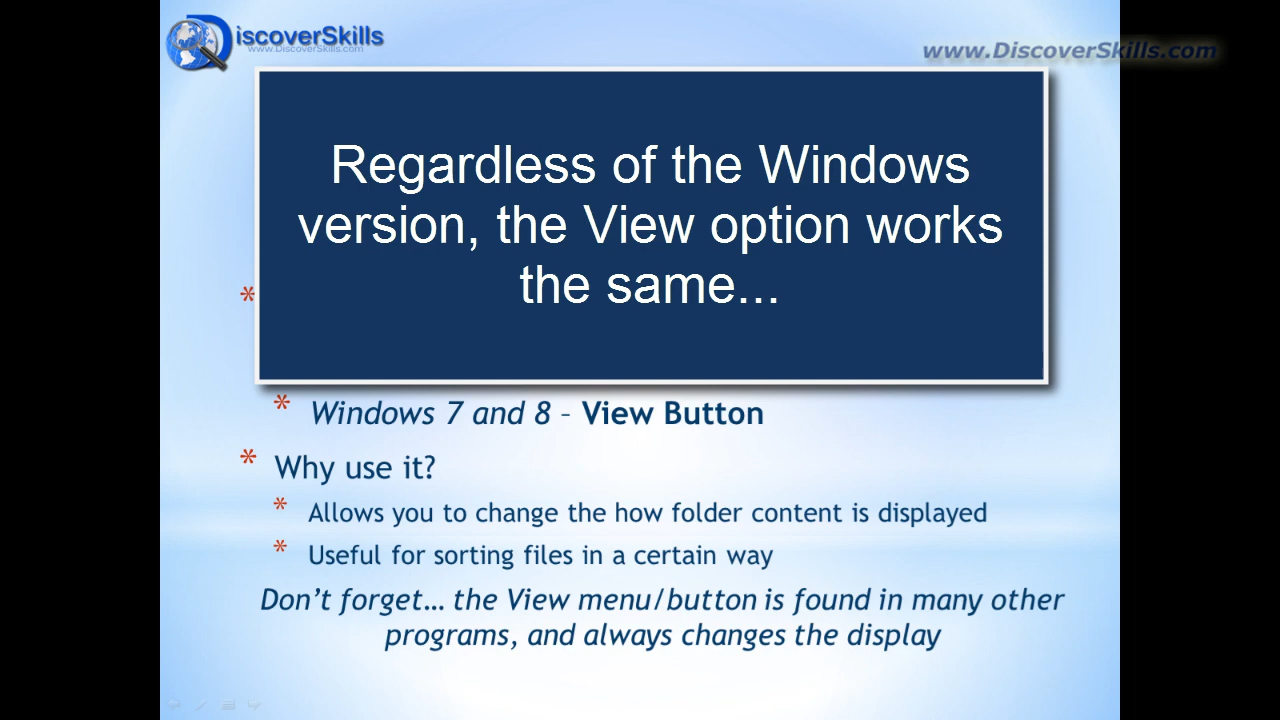 DiscoverSkills
www.DiscoverSkills.com
www.DiscoverSkills.com
Regardless of the Windows
version, the View option works
the same...
*
* Windows 7 and 8 – View Button
* Why use it?
* Allows you to change the how folder content is displayed
* Useful for sorting files in a certain way
Don't forget... the View menu/button is found in many other
programs, and always changes the display